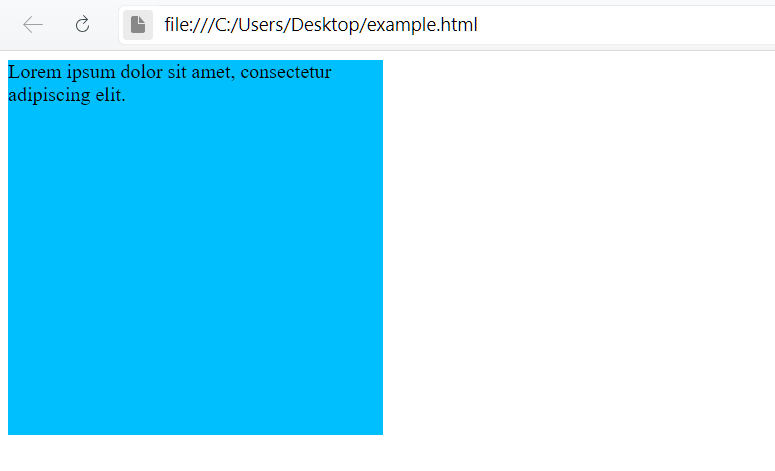 file:///C:/Users/Desktop/example.html
Lorem ipsum dolor sit amet, consectetur
adipiscing elit.